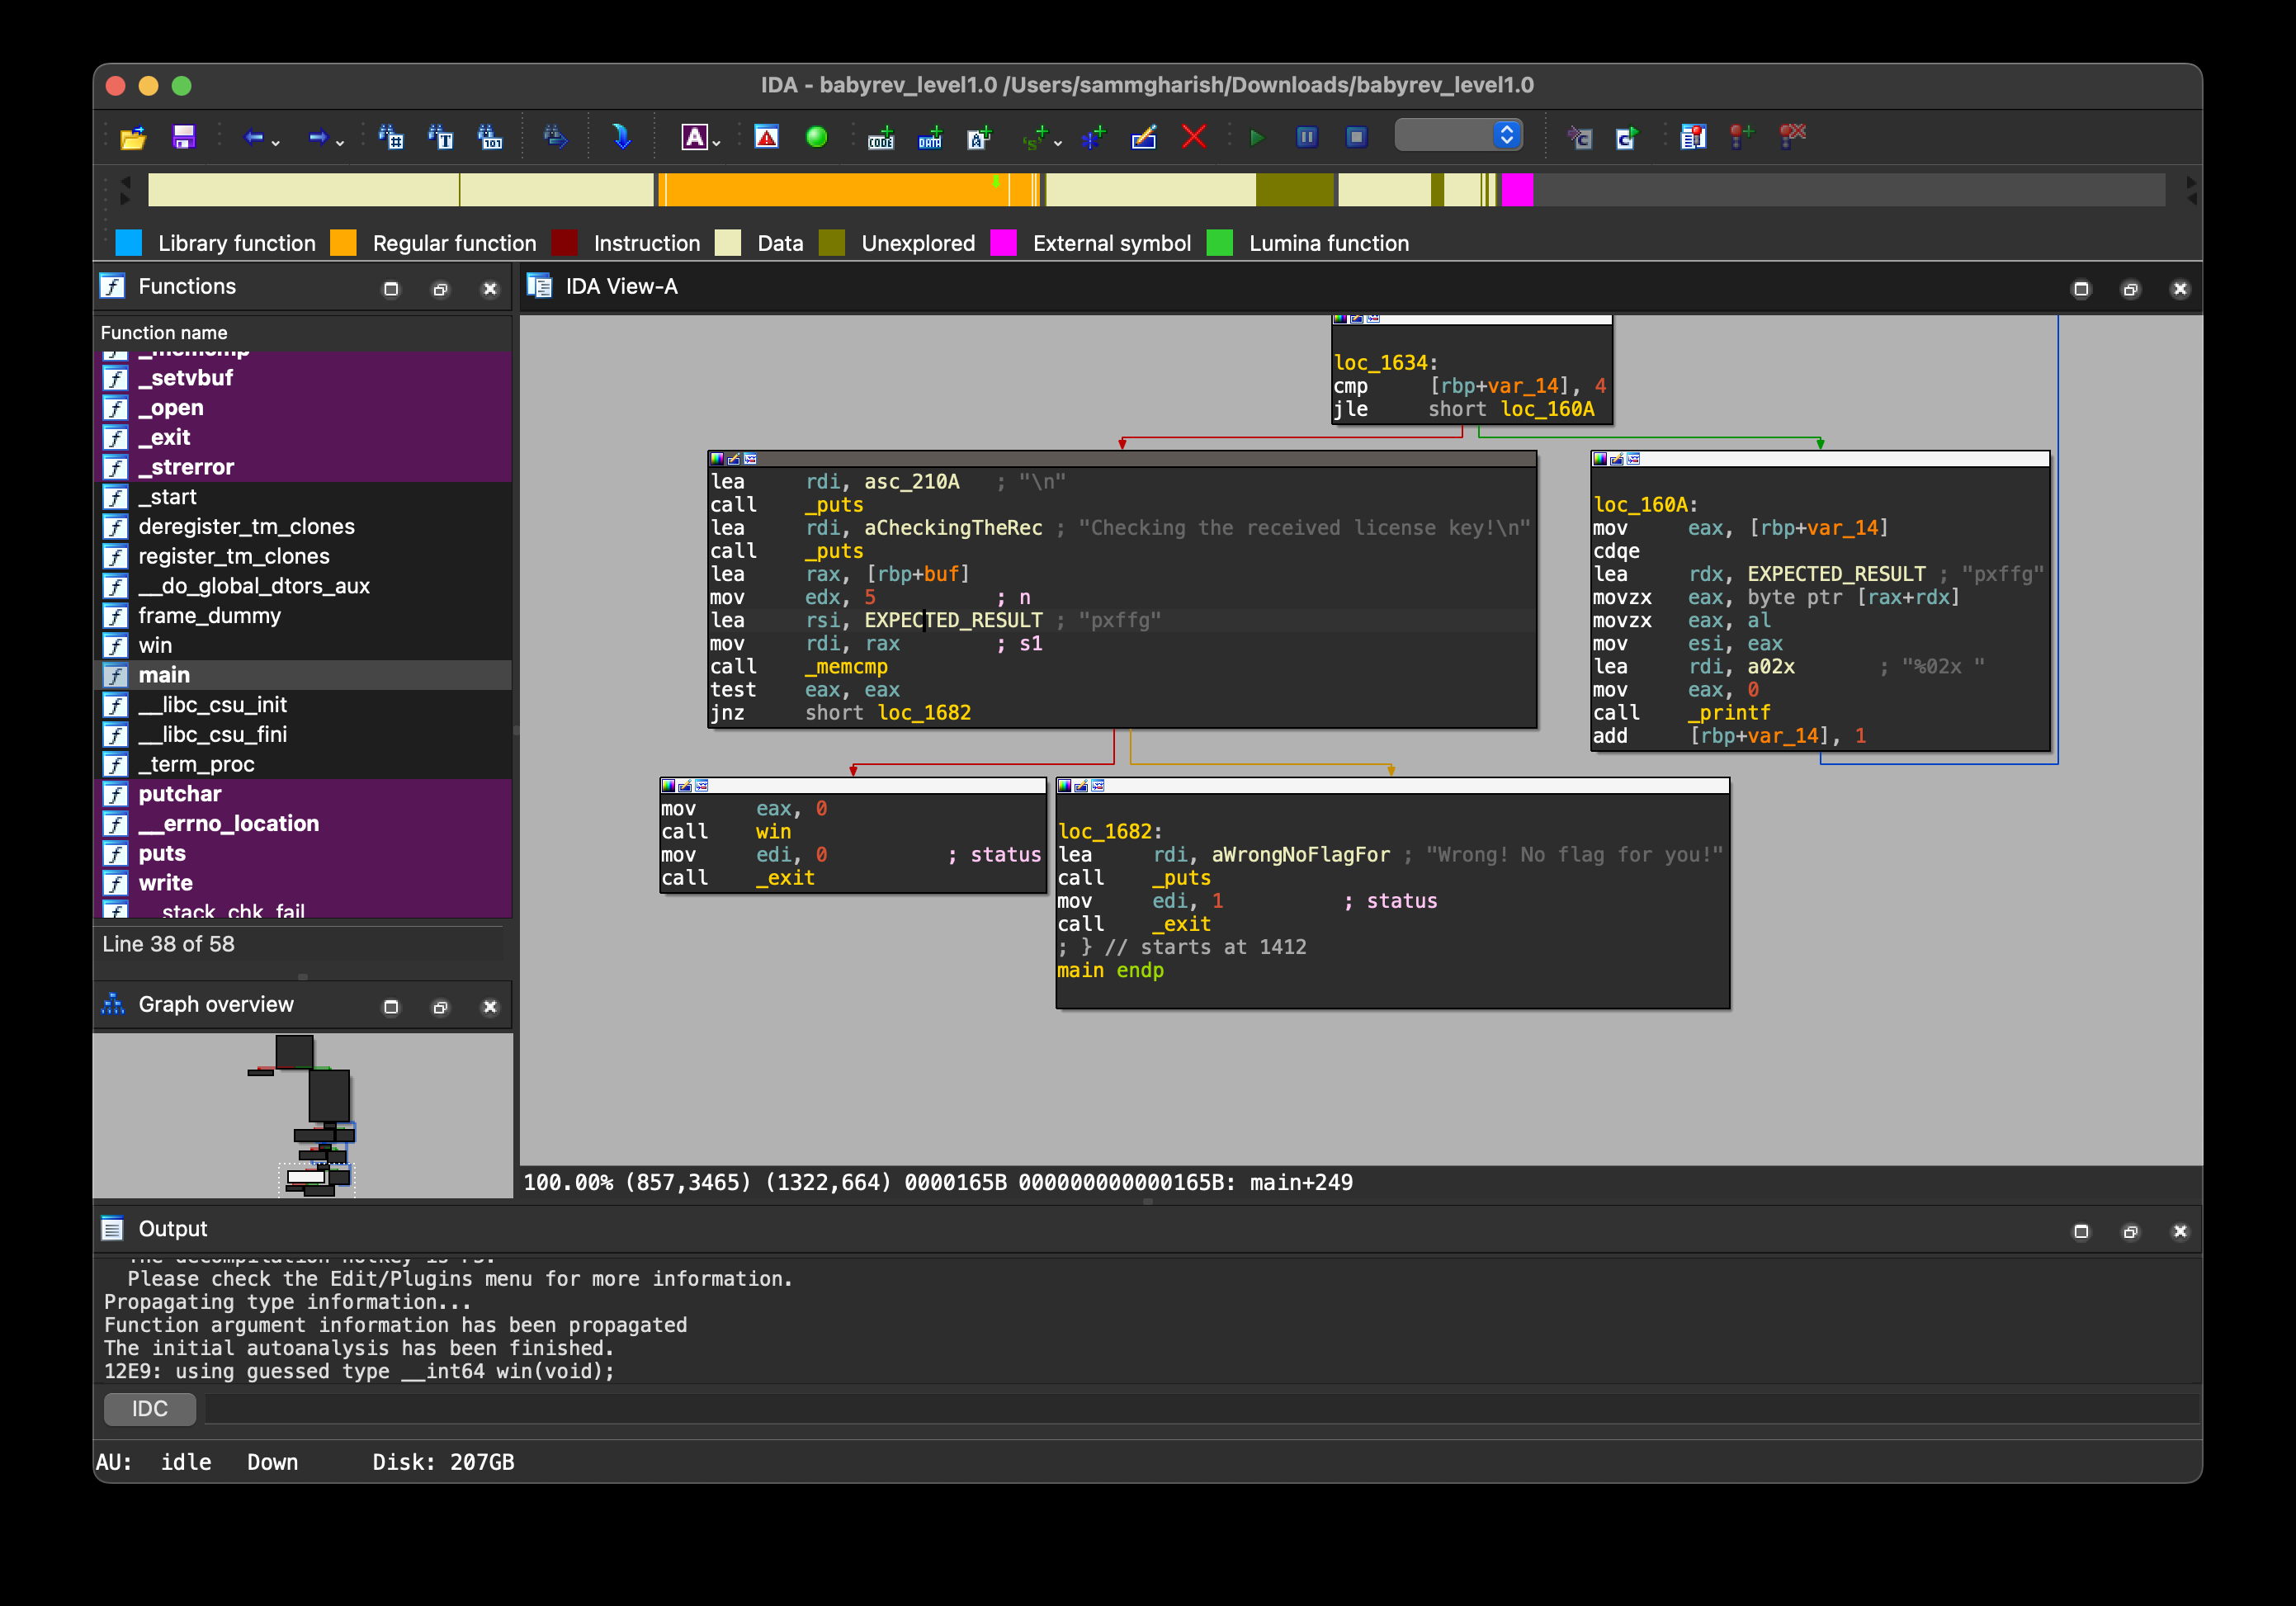 IDA - babyrev_level1.0 /Users/sammgharish/Downloads/babyrev_level1.0
Library function Regular function Instruction Data Unexplored External symbol Lumina function
Functions
Function name
_memcmp
_setvbuf
_open
_exit
_strerror
_start
deregister_tm_clones
register_tm_clones
__do_global_dtors_aux
frame_dummy
win
main
__libc_csu_init
__libc_csu_fini
_term_proc
putchar
__errno_location
puts
write
__stack_chk_fail
Line 38 of 58
Graph overview
IDA View-A
loc_1634:
cmp [rbp+var_14], 4
jle short loc_160A
lea rdi, asc_210A ; "\n"
call _puts
lea rdi, aCheckingTheRec ; "Checking the received license key!\n"
call _puts
lea rax, [rbp+buf]
mov edx, 5 ; n
lea rsi, EXPECTED_RESULT ; "pxffg"
mov rdi, rax ; s1
call _memcmp
test eax, eax
jnz short loc_1682
loc_160A:
mov eax, [rbp+var_14]
cdqe
lea rdx, EXPECTED_RESULT ; "pxffg"
movzx eax, byte ptr [rax+rdx]
movzx eax, al
mov esi, eax
lea rdi, a02x ; "%02x "
mov eax, 0
call _printf
add [rbp+var_14], 1
mov eax, 0
call win
mov edi, 0 ; status
call _exit
loc_1682:
lea rdi, aWrongNoFlagFor ; "Wrong! No flag for you!"
call _puts
mov edi, 1 ; status
call _exit
; } // starts at 1412
main endp
100.00% (857,3465) (1322,664) 0000165B 000000000000165B: main+249
Output
The decompilation hotkey is F5.
Please check the Edit/Plugins menu for more information.
Propagating type information...
Function argument information has been propagated
The initial autoanalysis has been finished.
12E9: using guessed type __int64 win(void);
IDC
AU: idle Down Disk: 207GB